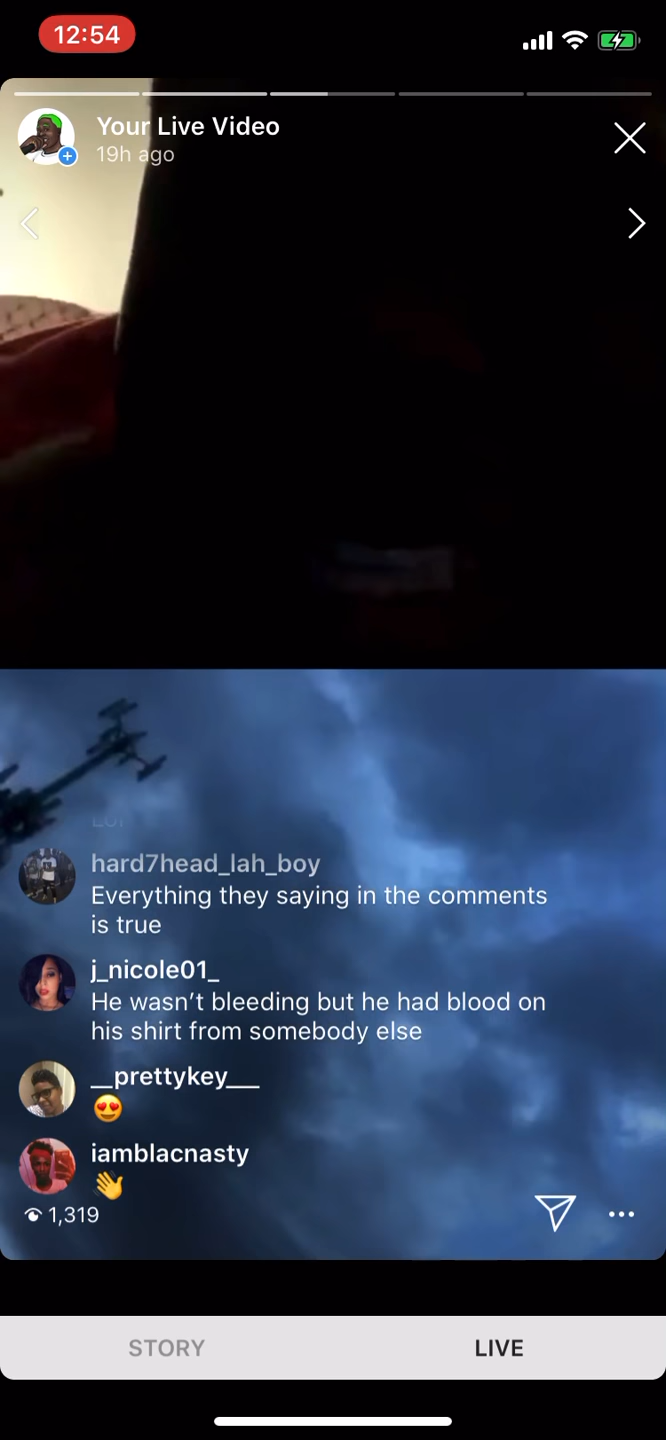 12:54
Your Live Video
19h ago
hard7head_lah_boy
Everything they saying in the comments
is true
j_nicole01_
He wasn’t bleeding but he had blood on
his shirt from somebody else
__prettykey___
😍
iamblacnasty
👋
1,319
STORY
LIVE